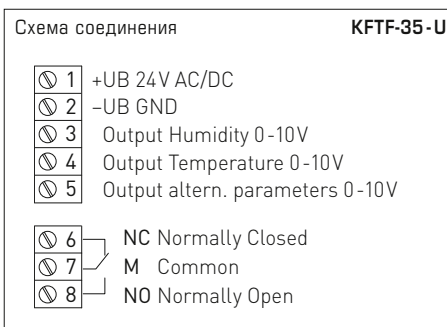 Схема соединения KFTF-35-U
1 +UB 24V AC/DC
2 –UB GND
3 Output Humidity 0-10V
4 Output Temperature 0-10V
5 Output altern. parameters 0-10V
6 NC Normally Closed
7 M Common
8 NO Normally Open